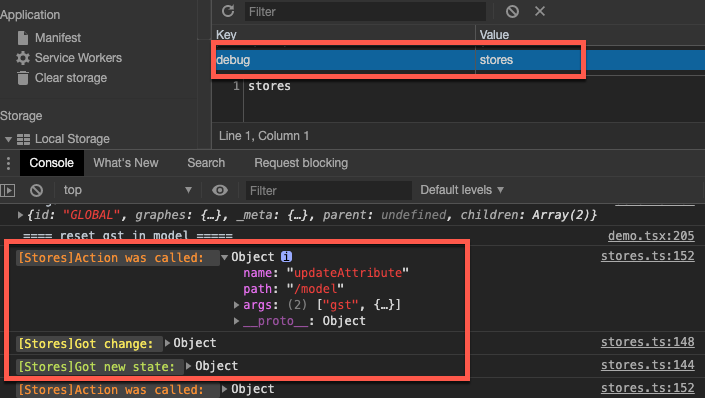 Application
Filter
Manifest
Key Value
Service Workers
debug stores
Clear storage
1 stores
Storage
Local Storage
Line 1, Column 1
Console What's New Search Request blocking
top Filter Default levels
{id: "GLOBAL", graphes: {…}, _meta: {…}, parent: undefined, children: Array(2)}
==== reset gst in model ===== demo.tsx:205
[Stores]Action was called: Object i stores.ts:152
name: "updateAttribute"
path: "/model"
args: (2) ["gst", {…}]
__proto__: Object
[Stores]Got change: Object stores.ts:148
[Stores]Got new state: Object stores.ts:144
[Stores]Action was called: Object stores.ts:152